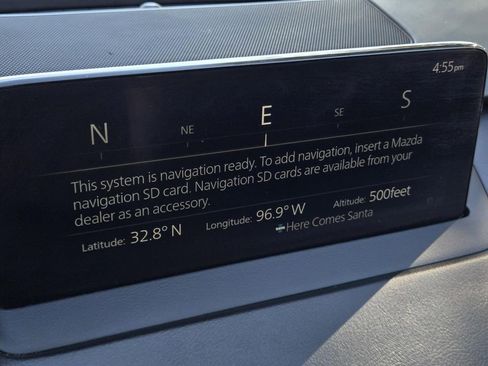 4:55pm
N NE E SE S
This system is navigation ready. To add navigation, insert a Mazda
navigation SD card. Navigation SD cards are available from your
dealer as an accessory.
Latitude: 32.8° N Longitude: 96.9° W Altitude: 500feet
Here Comes Santa